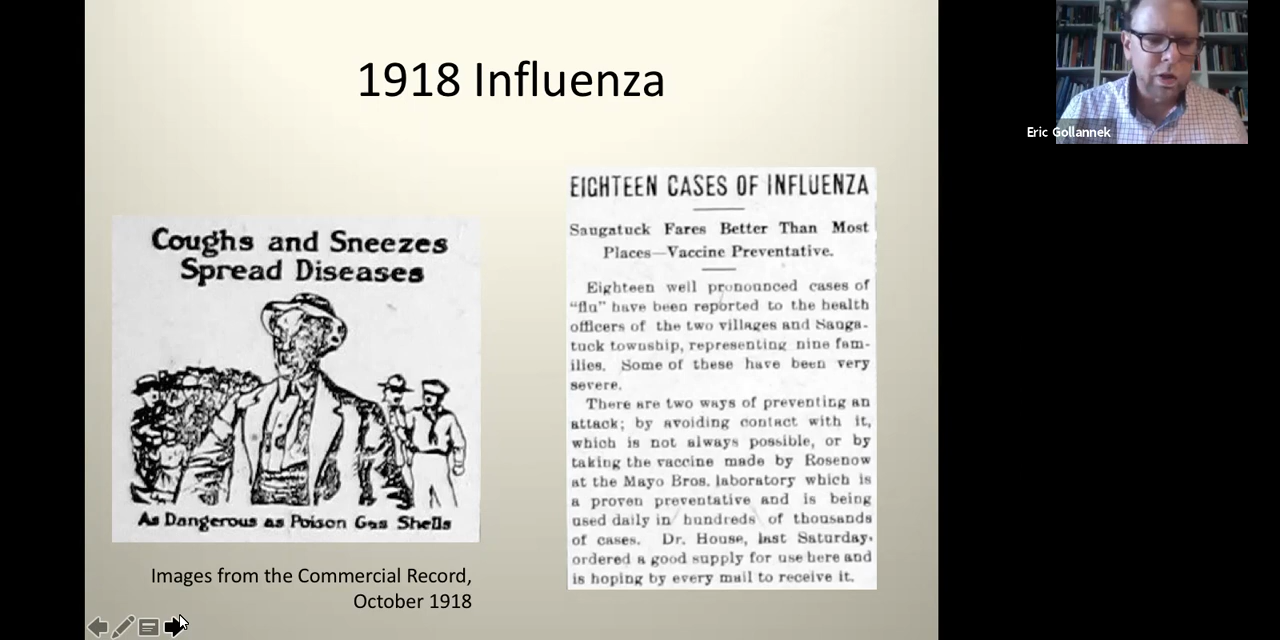 1918 Influenza
Eric Gollannek
Coughs and Sneezes
Spread Diseases
As Dangerous as Poison Gas Shells
Images from the Commercial Record,
October 1918
EIGHTEEN CASES OF INFLUENZA
Saugatuck Fares Better Than Most
Places—Vaccine Preventative.
Eighteen well pronounced cases of
“flu” have been reported to the health
officers of the two villages and Sauga-
tuck township, representing nine fam-
ilies. Some of these have been very
severe.
There are two ways of preventing an
attack; by avoiding contact with it,
which is not always possible, or by
taking the vaccine made by Rosenow
at the Mayo Bros. laboratory which is
a proven preventative and is being
used daily in hundreds of thousands
of cases. Dr. House, last Saturday,
ordered a good supply for use here and
is hoping by every mail to receive it.